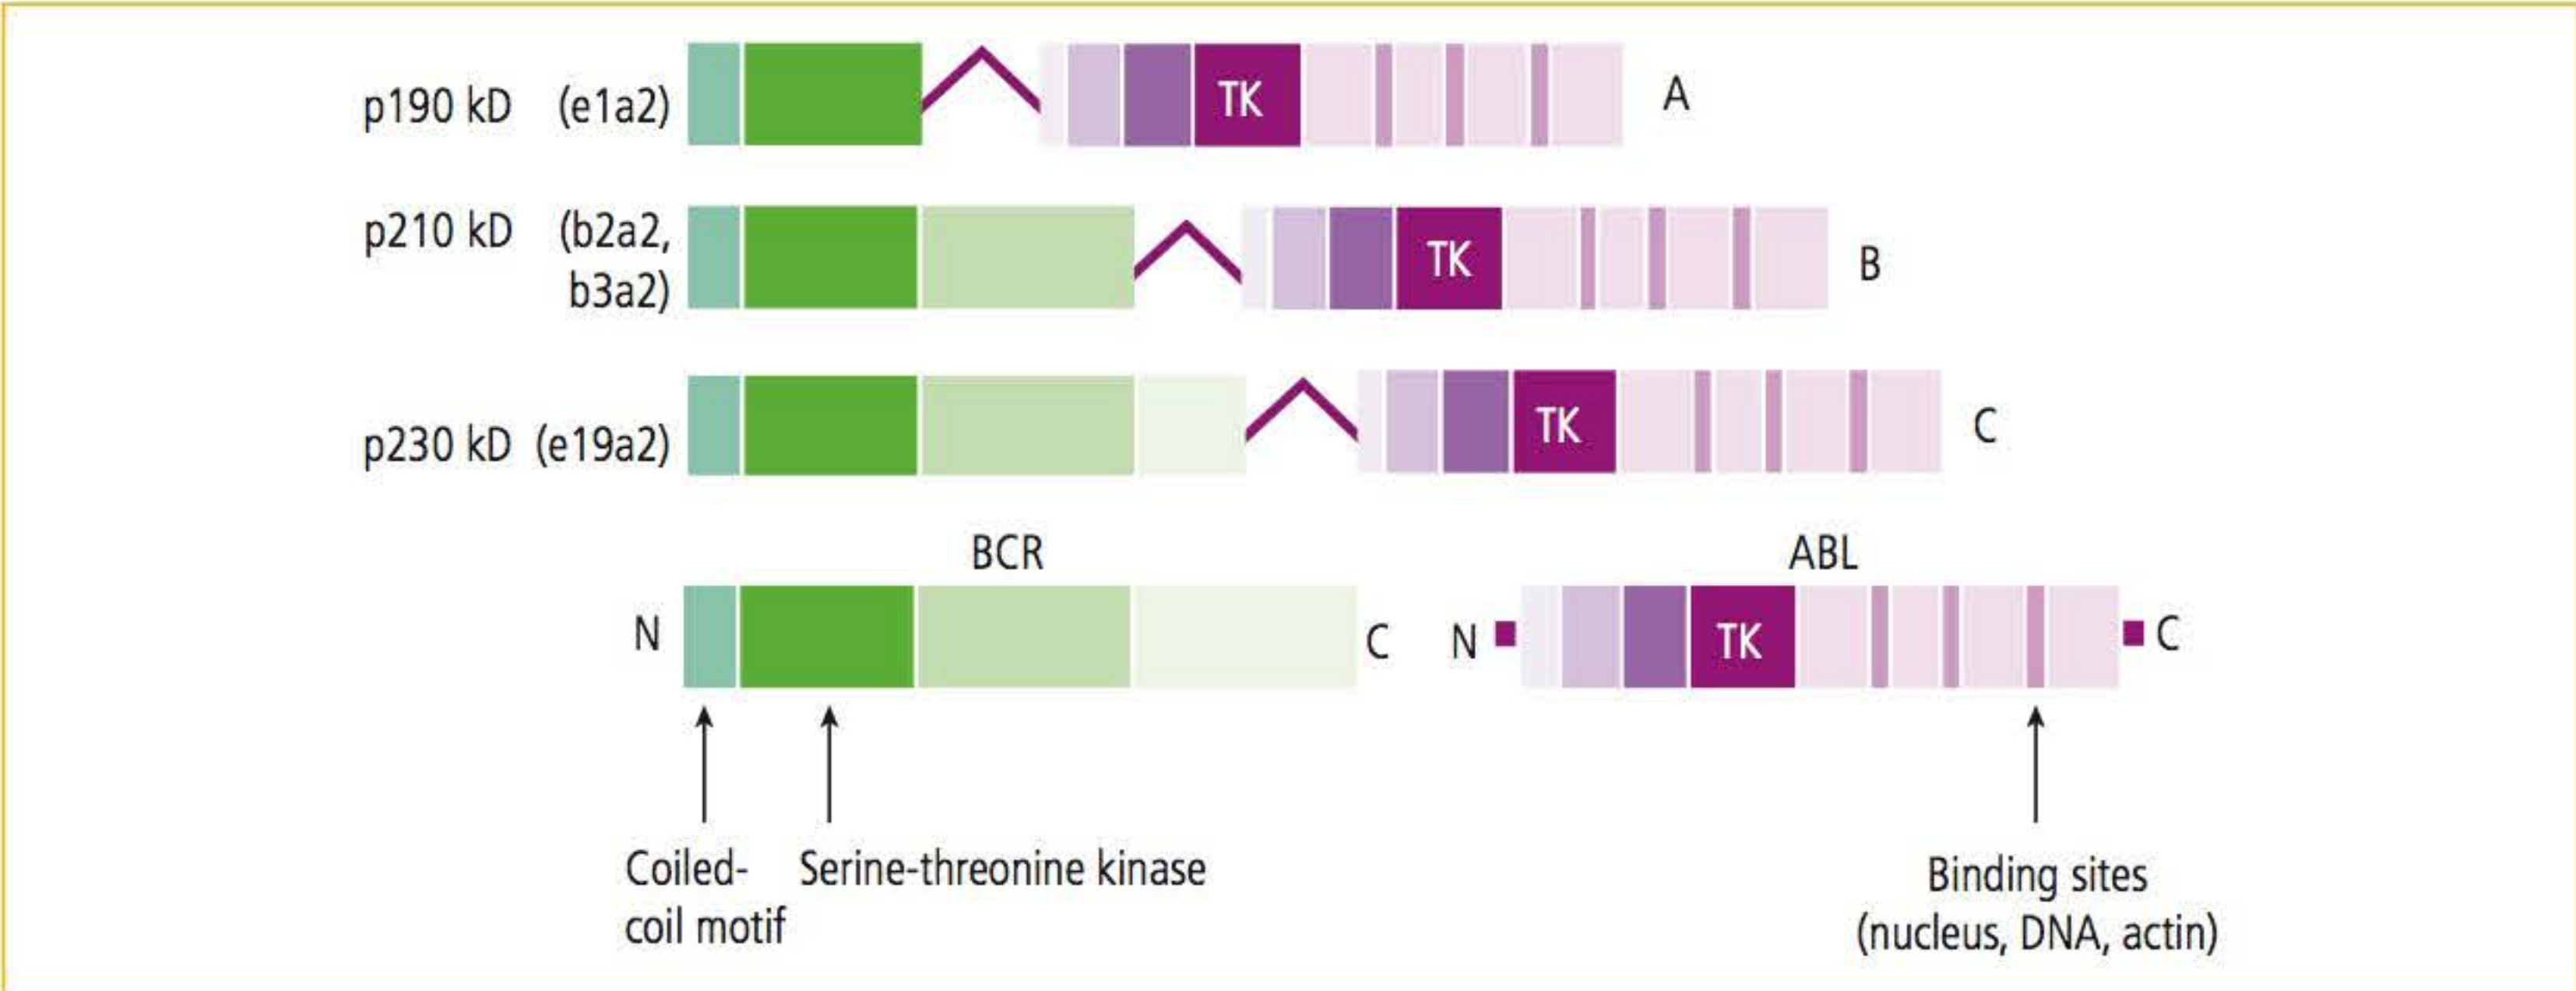 p190 kD (e1a2) TK A
p210 kD (b2a2,
b3a2) TK B
p230 kD (e19a2) TK C
BCR ABL
N C N TK C
Coiled-
coil motif
Serine-threonine kinase
Binding sites
(nucleus, DNA, actin)